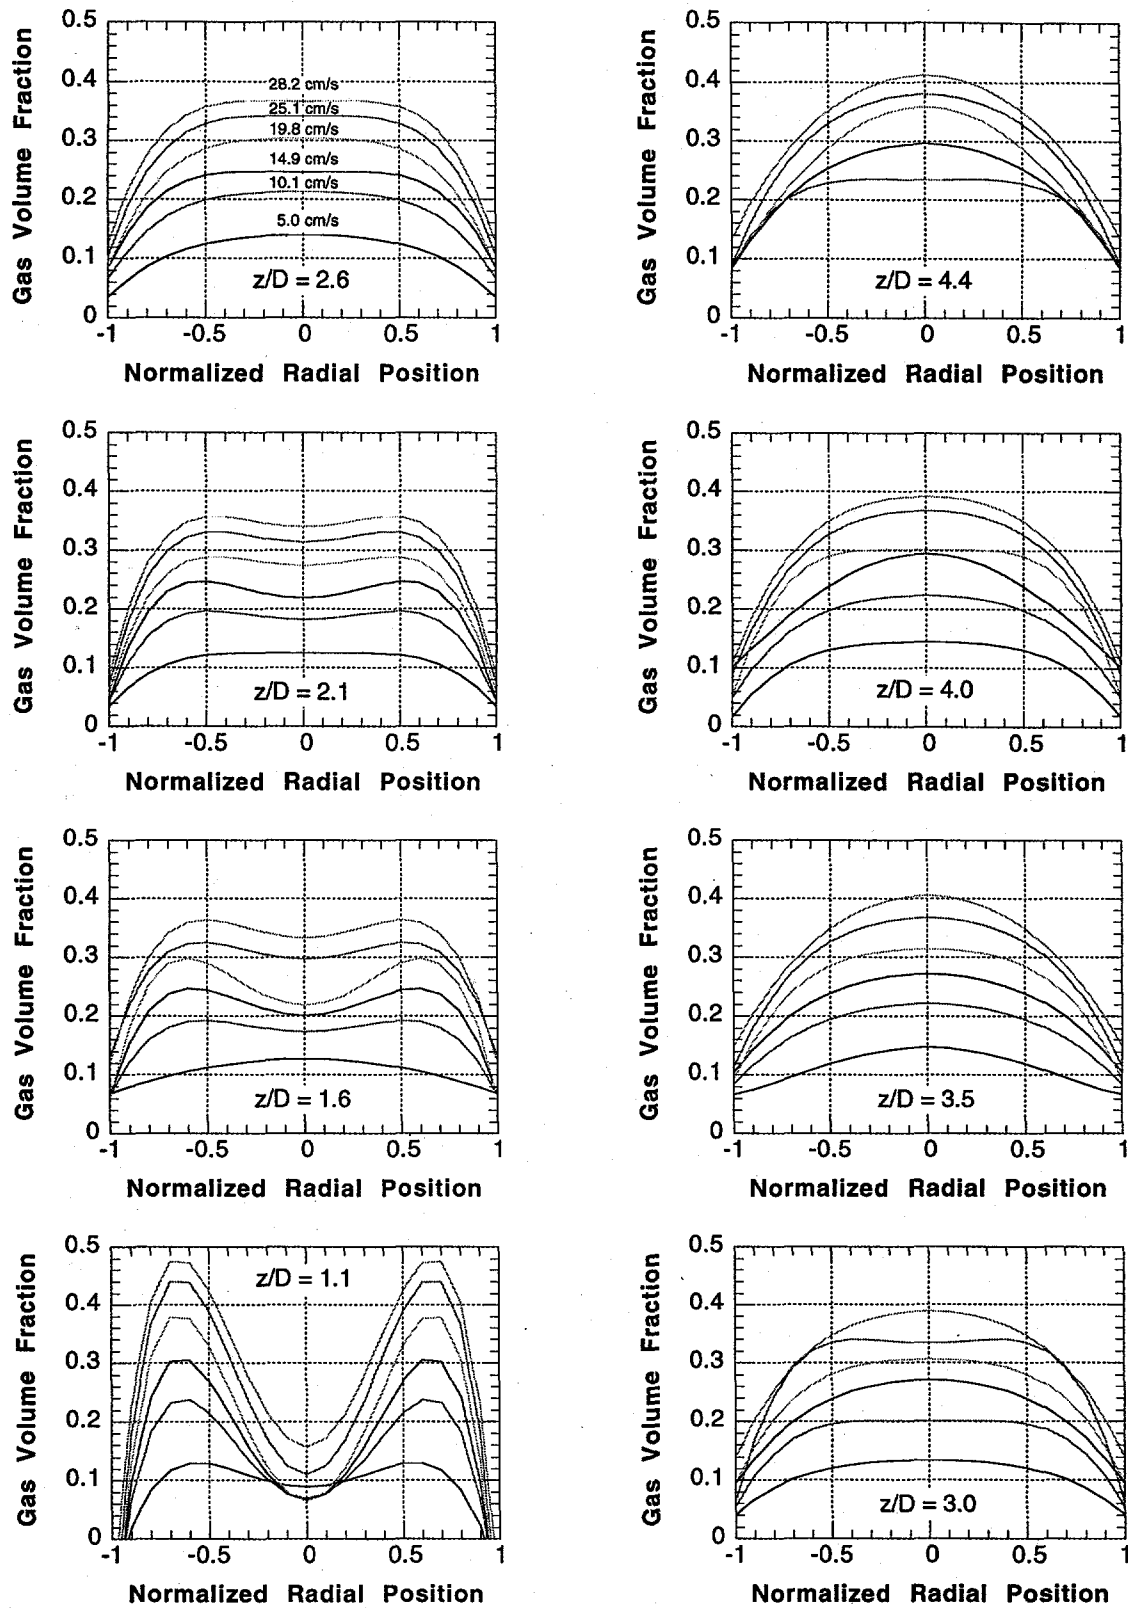 Gas Volume Fraction
0.5
0.4
0.3
0.2
0.1
0
28.2 cm/s
25.1 cm/s
19.8 cm/s
14.9 cm/s
10.1 cm/s
5.0 cm/s
z/D = 2.6
-1 -0.5 0 0.5 1
Normalized Radial Position
Gas Volume Fraction
0.5
0.4
0.3
0.2
0.1
0
z/D = 4.4
-1 -0.5 0 0.5 1
Normalized Radial Position
Gas Volume Fraction
0.5
0.4
0.3
0.2
0.1
0
z/D = 2.1
-1 -0.5 0 0.5 1
Normalized Radial Position
Gas Volume Fraction
0.5
0.4
0.3
0.2
0.1
0
z/D = 4.0
-1 -0.5 0 0.5 1
Normalized Radial Position
Gas Volume Fraction
0.5
0.4
0.3
0.2
0.1
0
z/D = 1.6
-1 -0.5 0 0.5 1
Normalized Radial Position
Gas Volume Fraction
0.5
0.4
0.3
0.2
0.1
0
z/D = 3.5
-1 -0.5 0 0.5 1
Normalized Radial Position
Gas Volume Fraction
0.5
0.4
0.3
0.2
0.1
0
z/D = 1.1
-1 -0.5 0 0.5 1
Normalized Radial Position
Gas Volume Fraction
0.5
0.4
0.3
0.2
0.1
0
z/D = 3.0
-1 -0.5 0 0.5 1
Normalized Radial Position